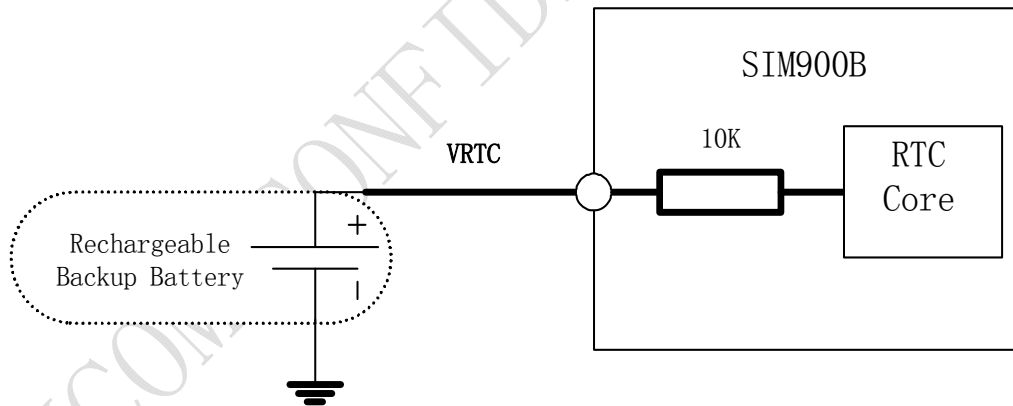 SIM900B
10K
VRTC
RTC
Core
+
Rechargeable
Backup Battery